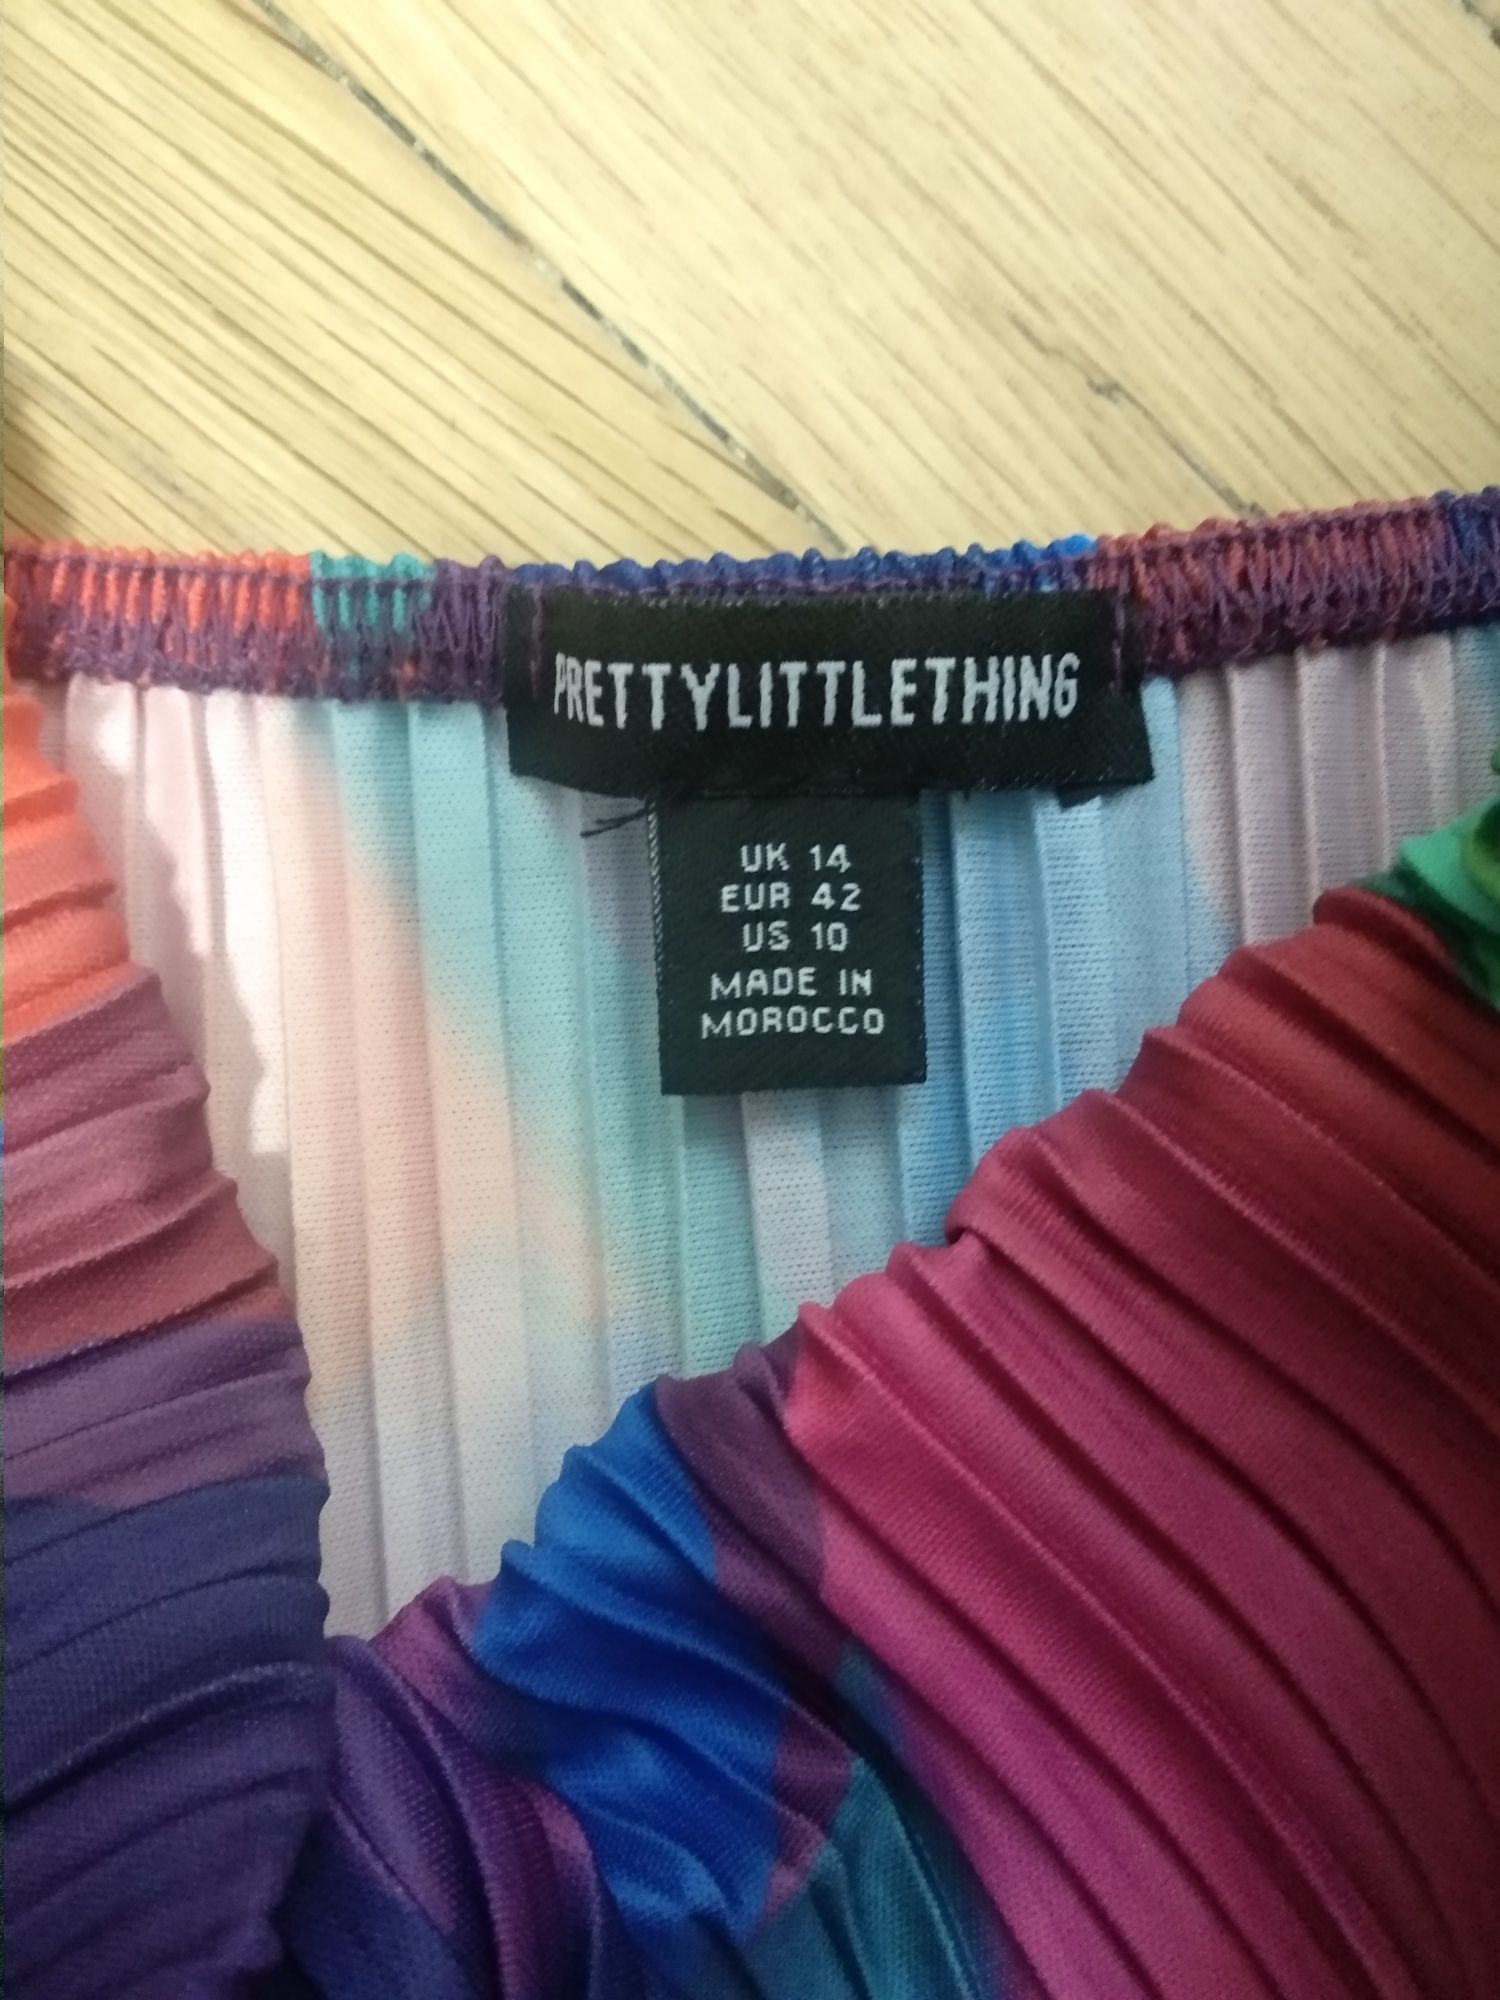 PRETTYLITTLETHING
UK 14
EUR 42
US 10
MADE IN
MOROCCO